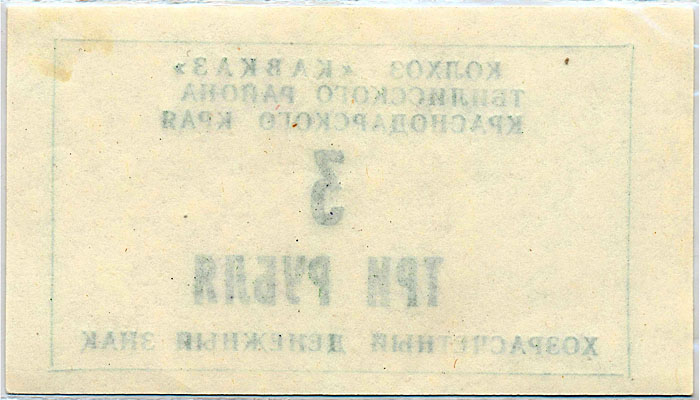 КОЛХОЗ «КАВКАЗ»
ТБИЛИССКОГО РАЙОНА
КРАСНОДАРСКОГО КРАЯ
3
ТРИ РУБЛЯ
ХОЗРАСЧЕТНЫЙ ДЕНЕЖНЫЙ ЗНАК